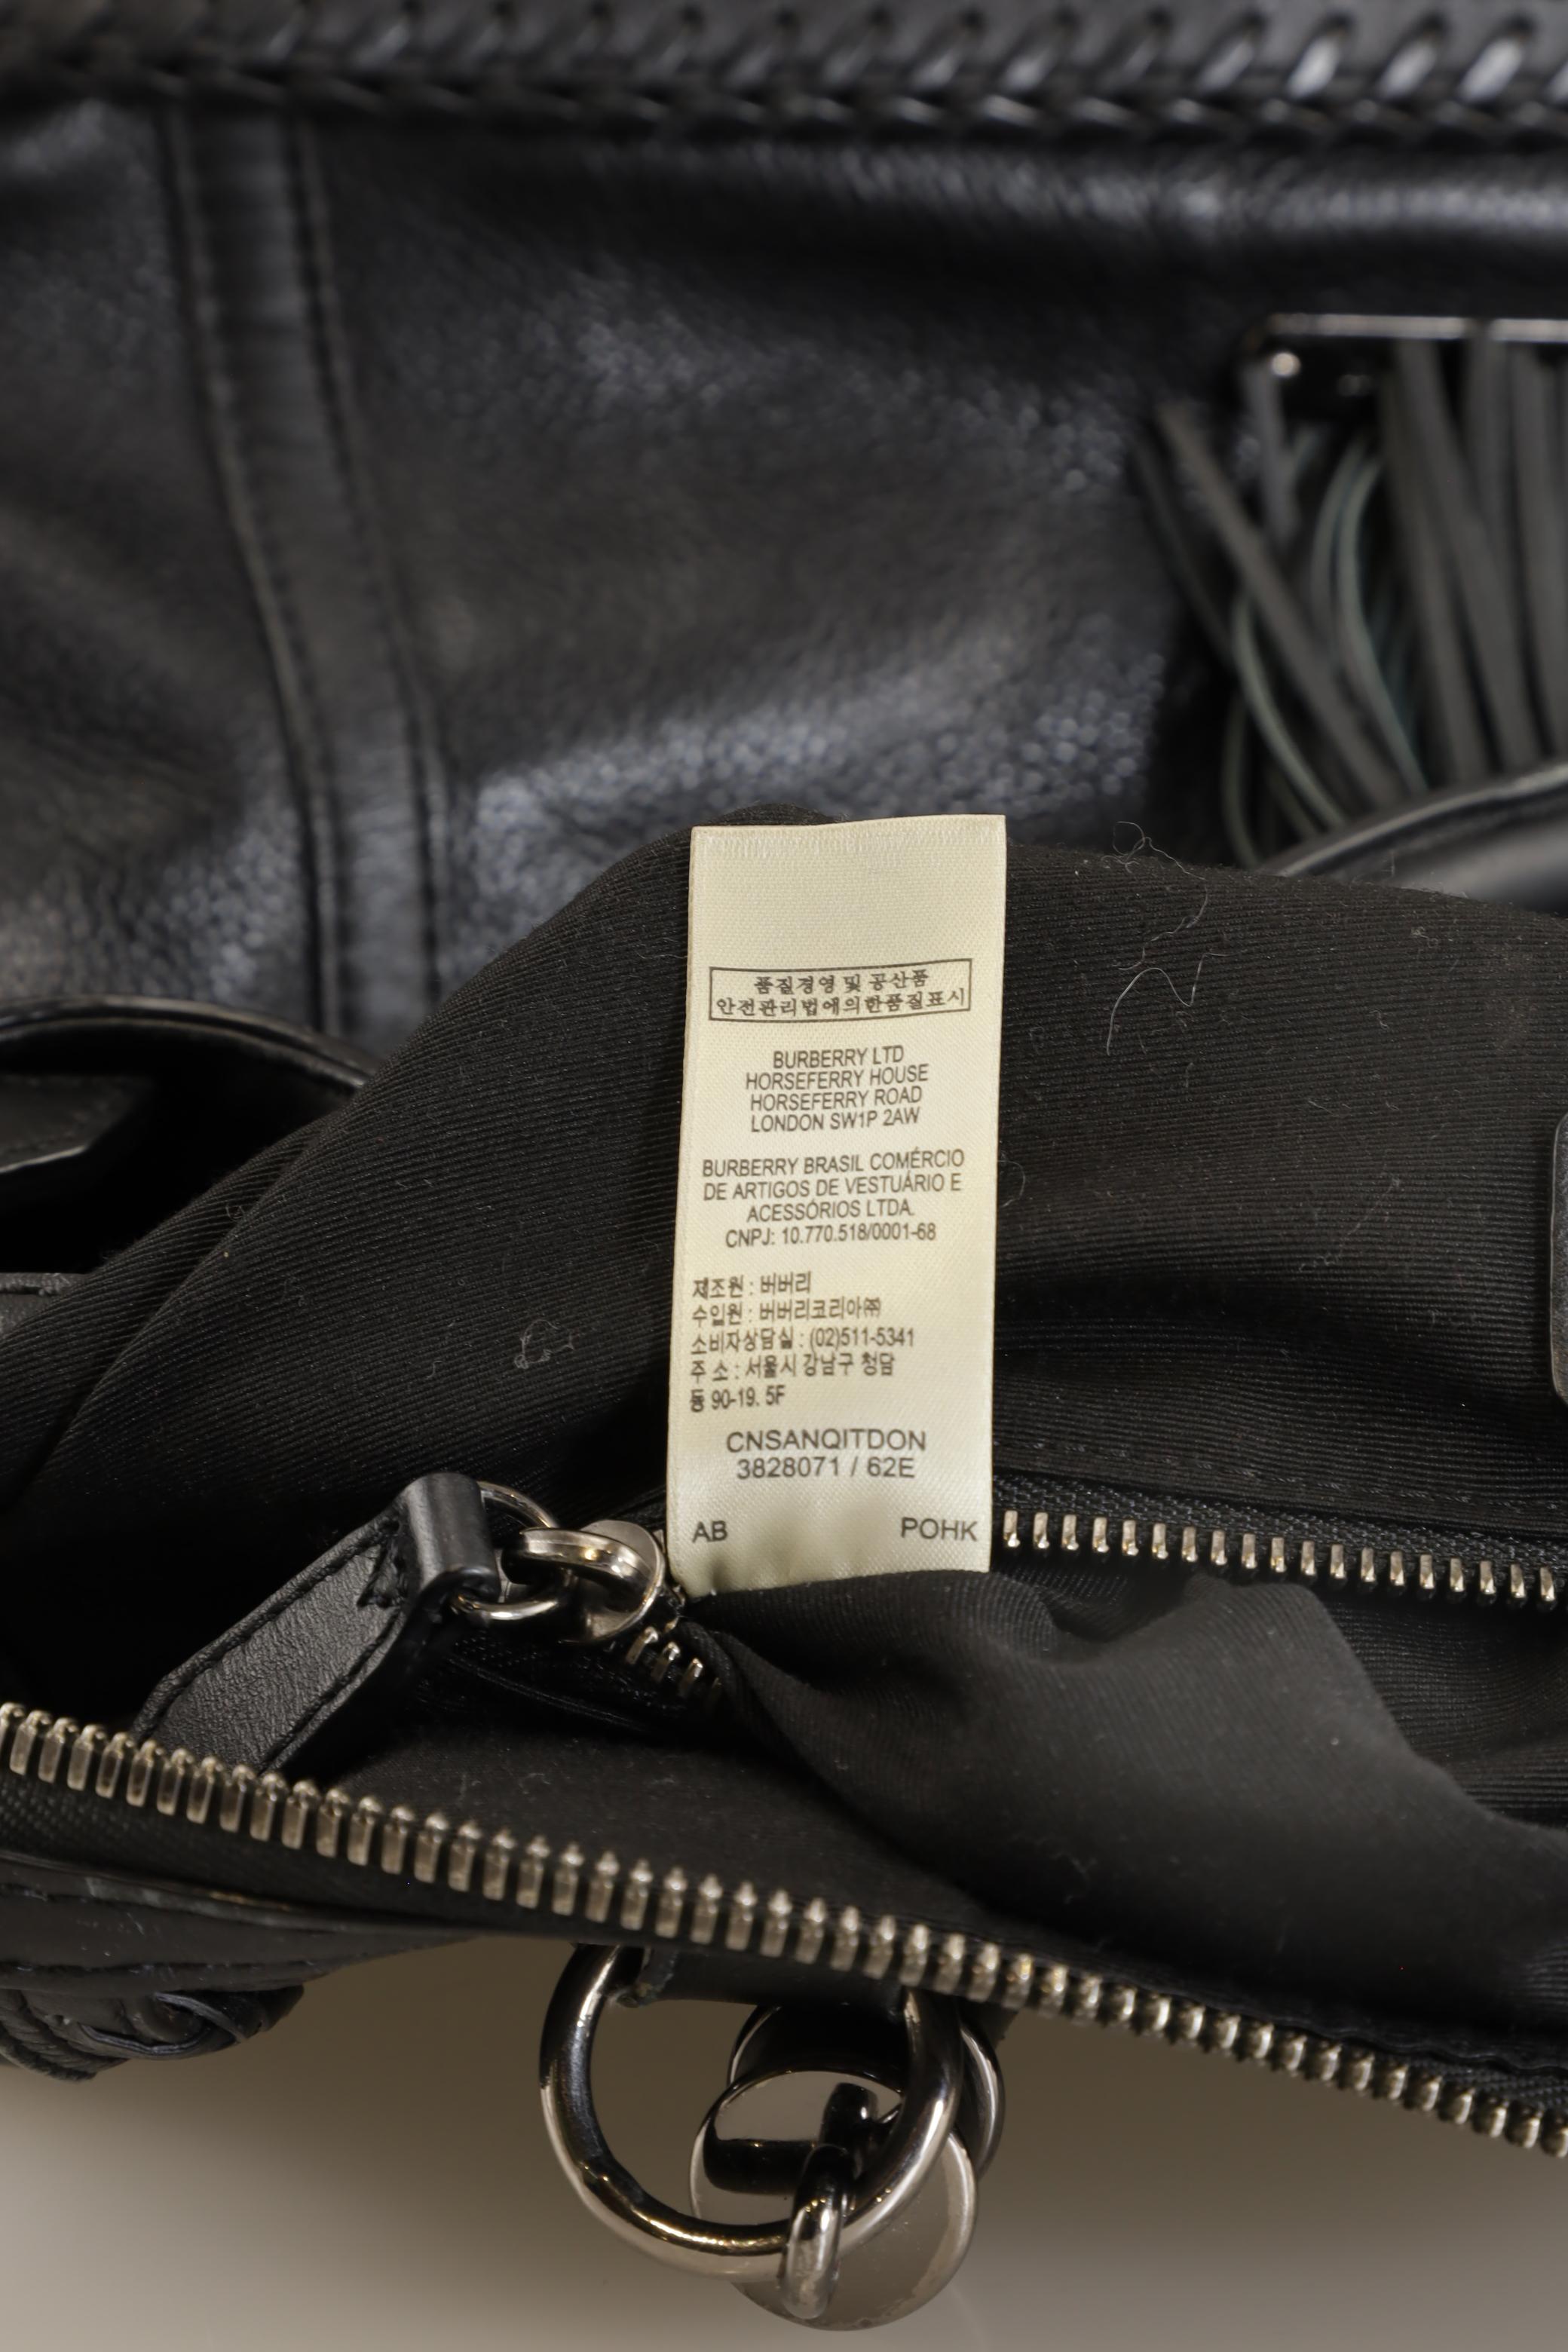 품질경영 및 공산품
안전관리법에의한품질표시
BURBERRY LTD
HORSEFERRY HOUSE
HORSEFERRY ROAD
LONDON SW1P 2AW
BURBERRY BRASIL COMÉRCIO
DE ARTIGOS DE VESTUÁRIO E
ACESSÓRIOS LTDA.
CNPJ: 10.770.518/0001-68
제조원 : 버버리
수입원 : 버버리코리아㈜
소비자상담실 : (02)511-5341
주 소 : 서울시 강남구 청담
동 90-19. 5F
CNSANQITDON
3828071 / 62E
AB POHK